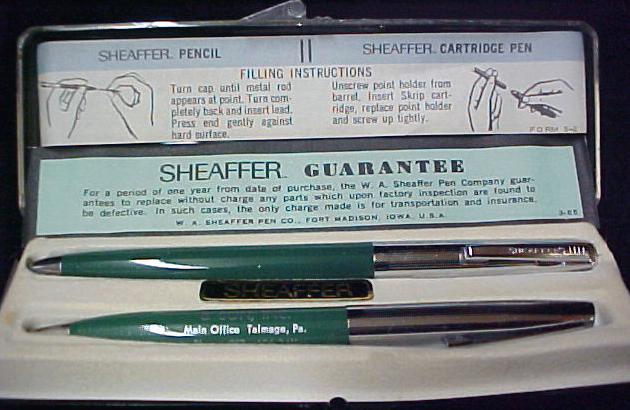 SHEAFFER™ PENCIL
SHEAFFER™ CARTRIDGE PEN
FILLING INSTRUCTIONS
Turn cap until metal rod
appears at point. Turn com-
pletely back and insert lead.
Press end gently against
hard surface.
Unscrew point holder from
barrel. Insert Skrip cart-
ridge, replace point holder
and screw up tightly.
FORM S-2
SHEAFFER™ GUARANTEE
For a period of one year from date of purchase, the W. A. Sheaffer Pen Company guar-
antees to replace without charge any parts which upon factory inspection are found to
be defective. In such cases, the only charge made is for transportation and insurance.
3-65
W. A. SHEAFFER PEN CO., FORT MADISON, IOWA, U.S.A.
SHEAFFER
SHEAFFER
Main Office Talmage, Pa.